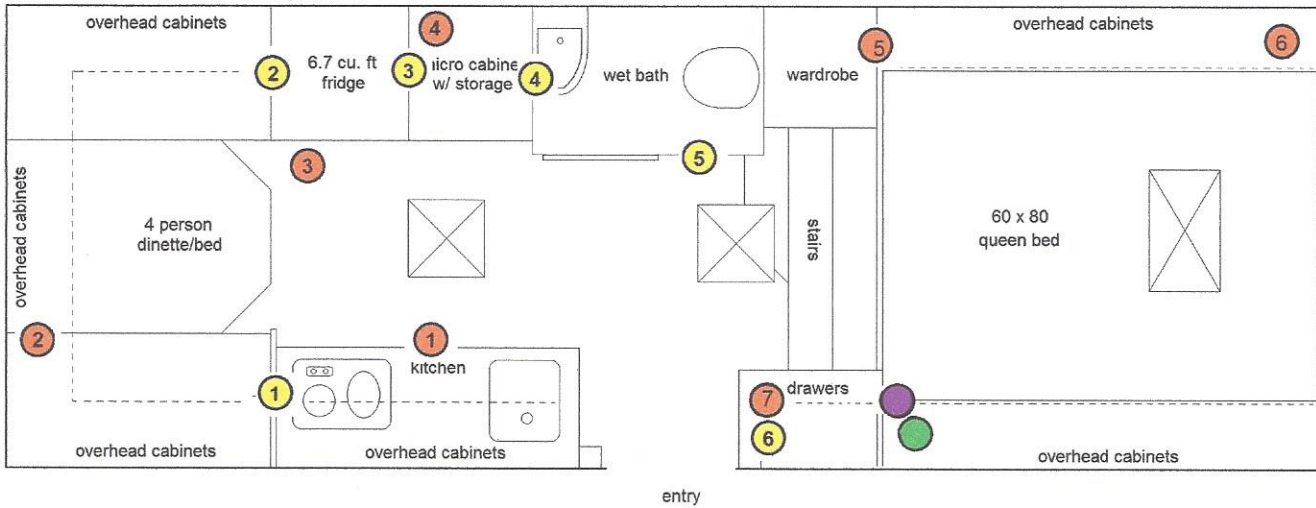 overhead cabinets
4
overhead cabinets
5
6
2
6.7 cu. ft
fridge
3
icro cabine
w/ storage
4
wet bath
wardrobe
3
5
overhead cabinets
4 person
dinette/bed
stairs
60 x 80
queen bed
2
1
kitchen
1
drawers
7
6
overhead cabinets
overhead cabinets
overhead cabinets
entry